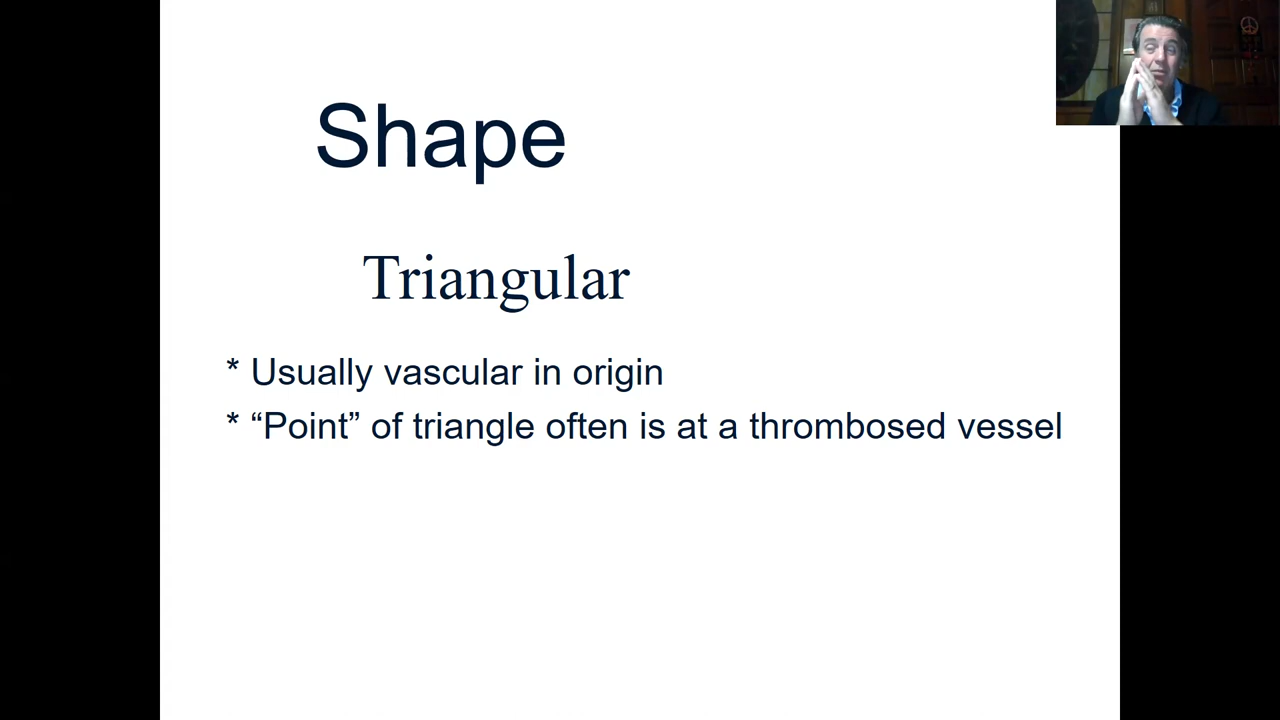 Shape
Triangular
* Usually vascular in origin
* “Point” of triangle often is at a thrombosed vessel